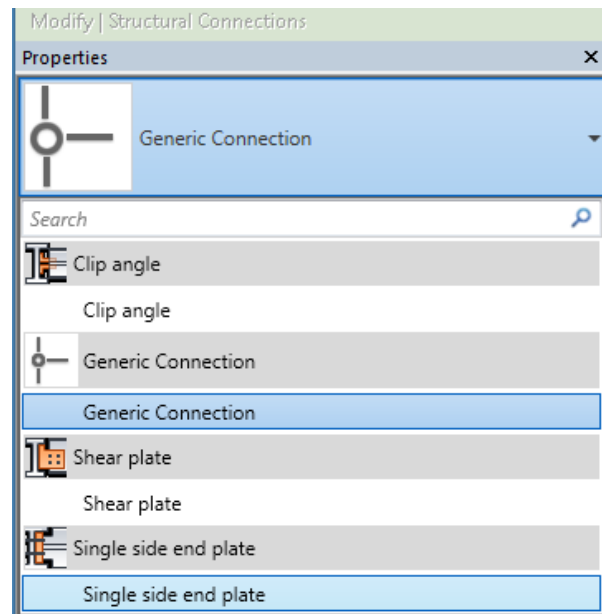 Modify | Structural Connections
Properties
Generic Connection
Search
Clip angle
Clip angle
Generic Connection
Generic Connection
Shear plate
Shear plate
Single side end plate
Single side end plate